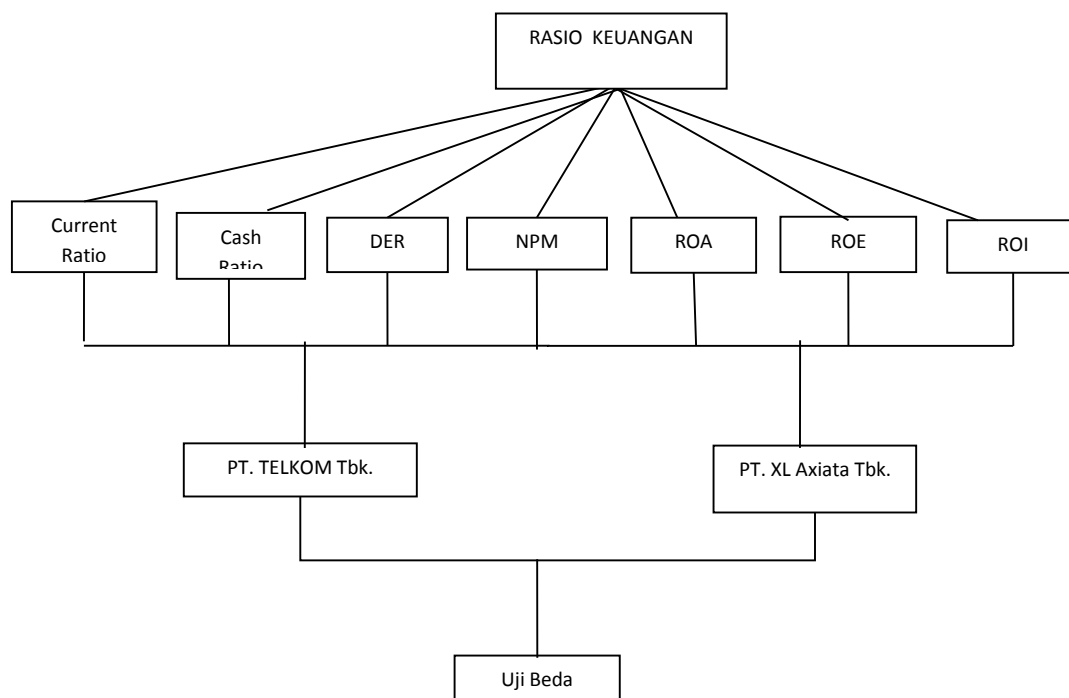 RASIO KEUANGAN
Current
Ratio
Cash
Ratio
DER
NPM
ROA
ROE
ROI
PT. TELKOM Tbk.
PT. XL Axiata Tbk.
Uji Beda